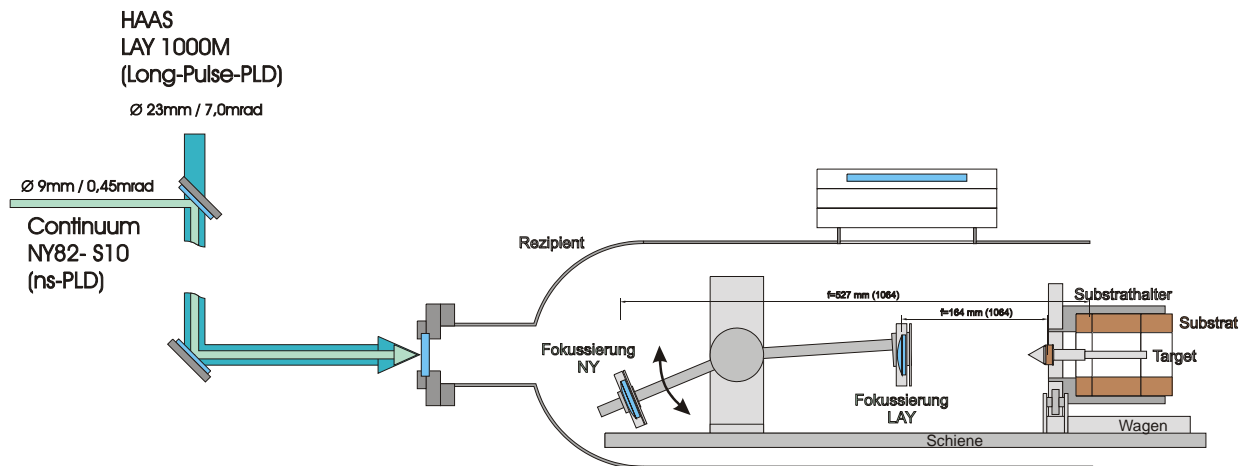 HAAS
LAY 1000M
(Long-Pulse-PLD)
Ø 23mm / 7,0mrad
Ø 9mm / 0,45mrad
Continuum
NY82- S10
(ns-PLD)
Rezipient
f=527 mm (1064)
Substrathalter
f=164 mm (1064)
Substrat
Fokussierung
NY
Target
Fokussierung
LAY
Wagen
Schiene